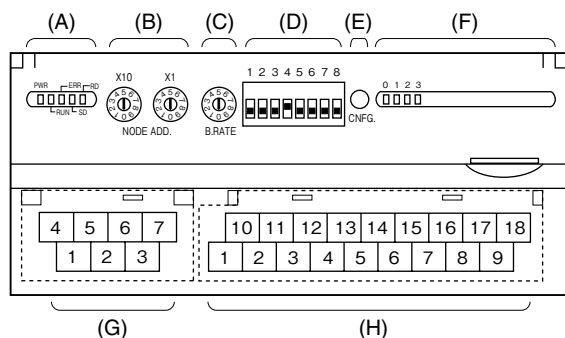 (A) (B) (C) (D) (E) (F)
X10 X1 1 2 3 4 5 6 7 8
PWR ERR RD 0 1 2 3
RUN SD
NODE ADD. B.RATE CNFG.
4 5 6 7 10 11 12 13 14 15 16 17 18
1 2 3 1 2 3 4 5 6 7 8 9
(G) (H)